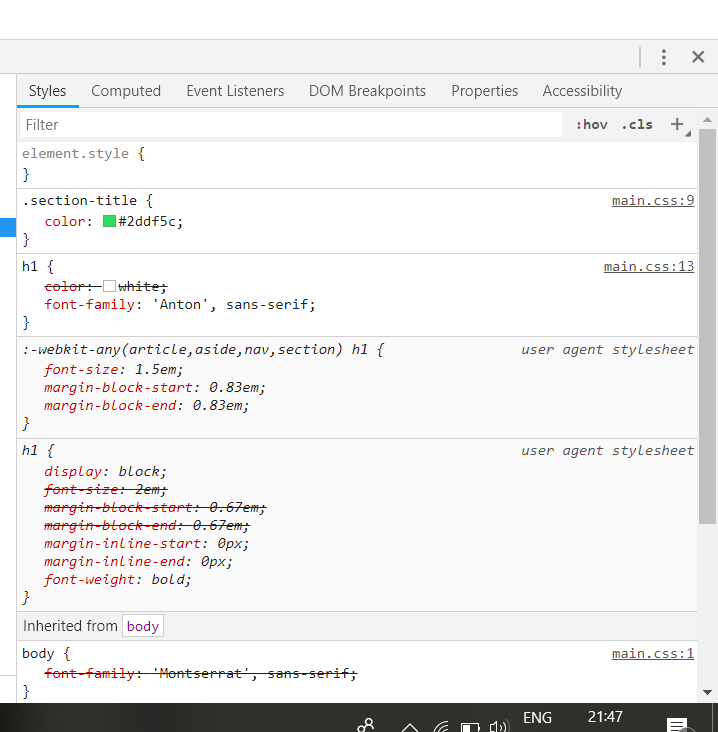 Styles Computed Event Listeners DOM Breakpoints Properties Accessibility
Filter :hov .cls +
element.style {
}
.section-title { main.css:9
color: #2ddf5c;
}
h1 { main.css:13
color: white;
font-family: 'Anton', sans-serif;
}
:-webkit-any(article,aside,nav,section) h1 { user agent stylesheet
font-size: 1.5em;
margin-block-start: 0.83em;
margin-block-end: 0.83em;
}
h1 { user agent stylesheet
display: block;
font-size: 2em;
margin-block-start: 0.67em;
margin-block-end: 0.67em;
margin-inline-start: 0px;
margin-inline-end: 0px;
font-weight: bold;
}
Inherited from body
body { main.css:1
font-family: 'Montserrat', sans-serif;
}
ENG 21:47